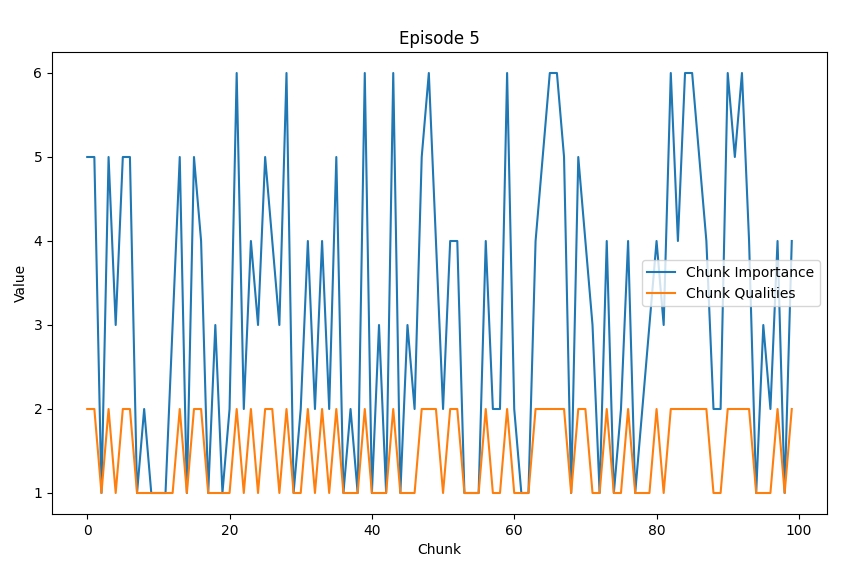 Episode 5
Value
6
5
4
3
2
1
Chunk Importance
Chunk Qualities
0 20 40 60 80 100
Chunk